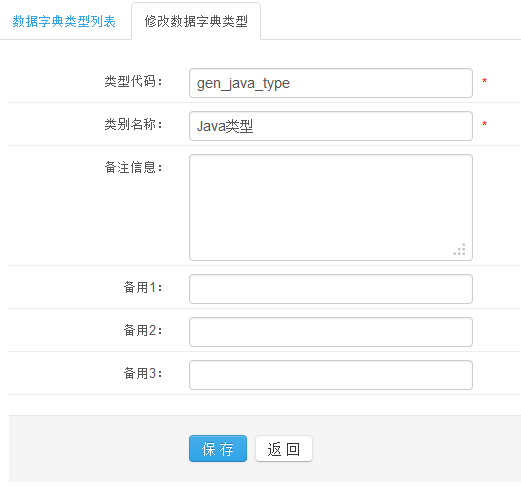 数据字典类型列表 修改数据字典类型
类型代码： gen_java_type *
类别名称： Java类型 *
备注信息：
备用1：
备用2：
备用3：
保 存 返 回